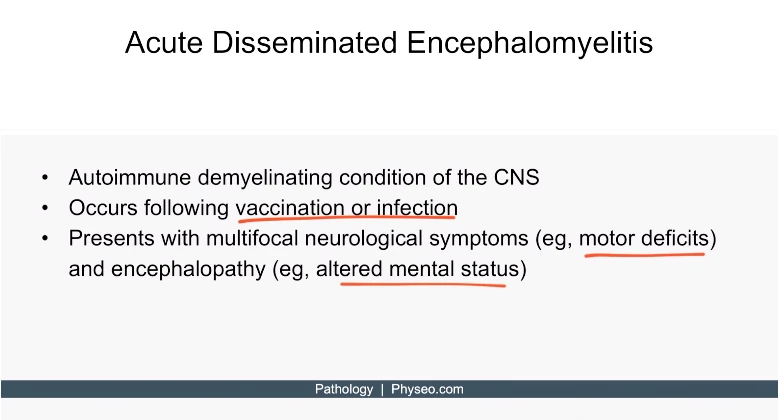 Acute Disseminated Encephalomyelitis
• Autoimmune demyelinating condition of the CNS
• Occurs following vaccination or infection
• Presents with multifocal neurological symptoms (eg, motor deficits)
and encephalopathy (eg, altered mental status)
Pathology | Physeo.com